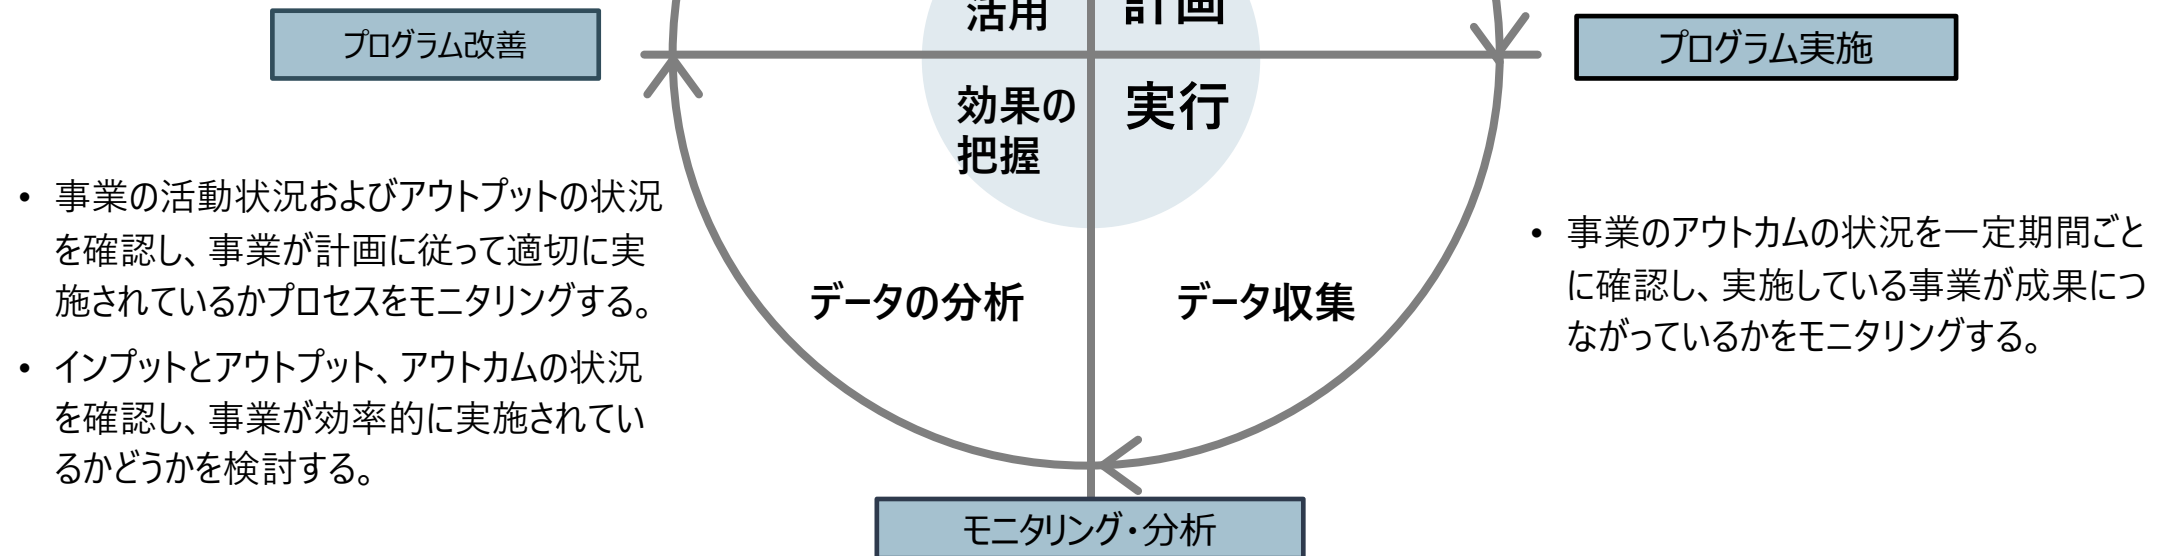 活用
計画
プログラム改善
プログラム実施
効果の
把握
実行
• 事業の活動状況およびアウトプットの状況
を確認し、事業が計画に従って適切に実
施されているかプロセスをモニタリングする。
• インプットとアウトプット、アウトカムの状況
を確認し、事業が効率的に実施されてい
るかどうかを検討する。
データの分析
データ収集
• 事業のアウトカムの状況を一定期間ごと
に確認し、実施している事業が成果につ
ながっているかをモニタリングする。
モニタリング・分析